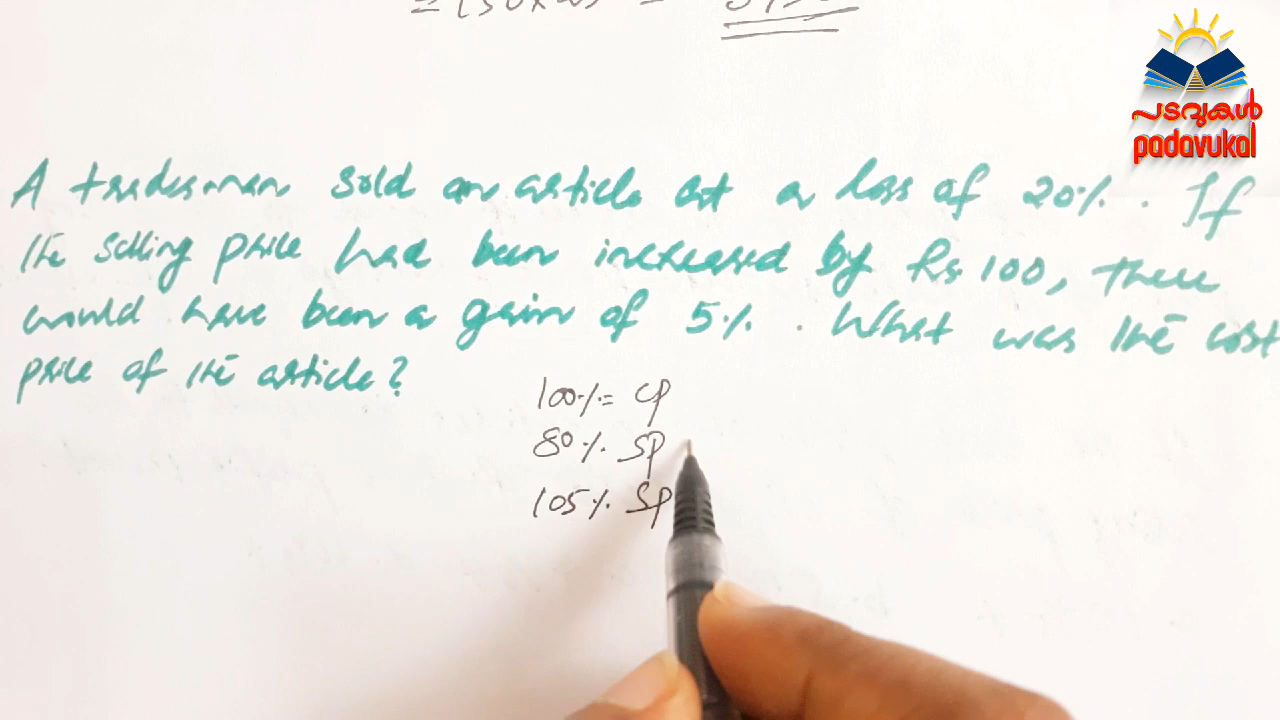 പടവുകൾ
padavukal
A tradesman sold an article at a loss of 20%. If
the selling price had been increased by Rs 100, there
would have been a gain of 5%. What was the cost
price of the article?
100% = CP
80% SP
105% SP